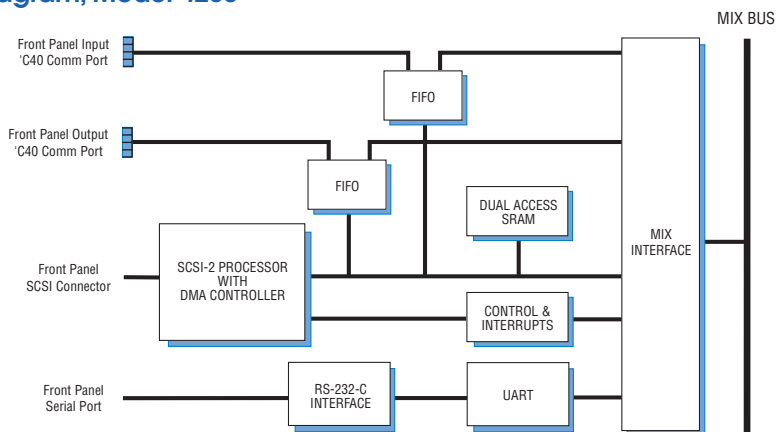 MIX BUS
Front Panel Input
'C40 Comm Port
FIFO
Front Panel Output
'C40 Comm Port
FIFO
DUAL ACCESS
SRAM
MIX
INTERFACE
Front Panel
SCSI Connector
SCSI-2 PROCESSOR
WITH
DMA CONTROLLER
CONTROL &
INTERRUPTS
Front Panel
Serial Port
RS-232-C
INTERFACE
UART